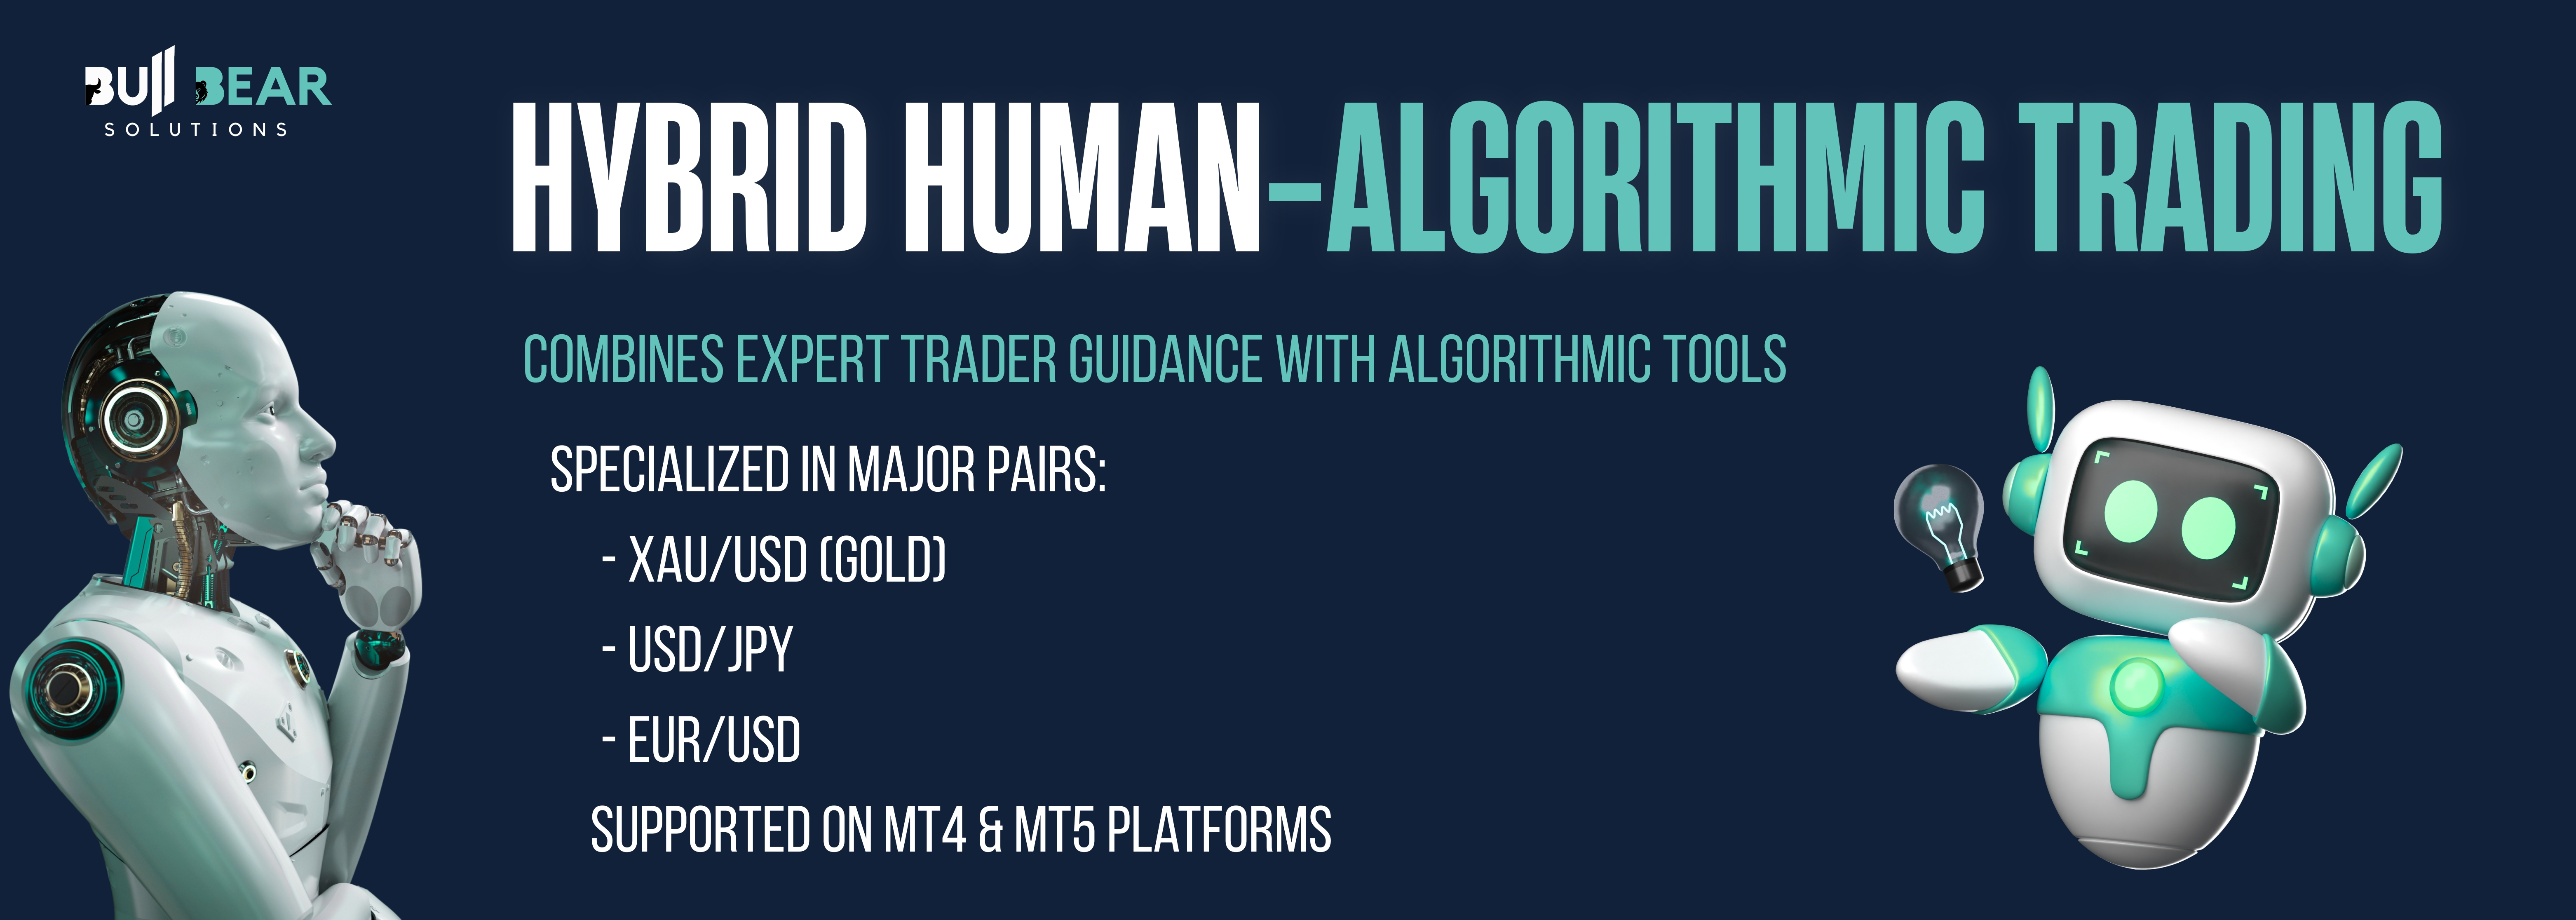 BULL BEAR
SOLUTIONS
HYBRID HUMAN-ALGORITHMIC TRADING
COMBINES EXPERT TRADER GUIDANCE WITH ALGORITHMIC TOOLS
SPECIALIZED IN MAJOR PAIRS:
- XAU/USD (GOLD)
- USD/JPY
- EUR/USD
SUPPORTED ON MT4 & MT5 PLATFORMS